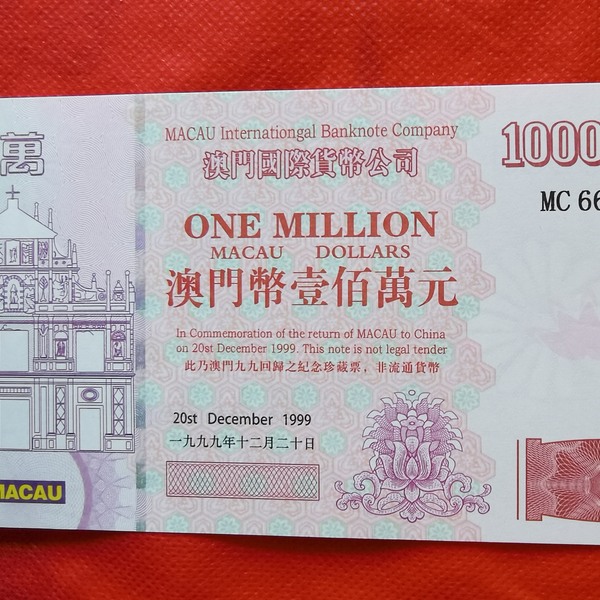 萬
MACAU Internationgal Banknote Company
1000
澳門國際貨幣公司
MC 66
ONE MILLION
MACAU DOLLARS
澳門幣壹佰萬元
In Commemoration of the return of MACAU to China
on 20st December 1999. This note is not legal tender
此乃澳門九九回歸之紀念珍藏票，非流通貨幣
20st December 1999
一九九九年十二月二十日
MACAU